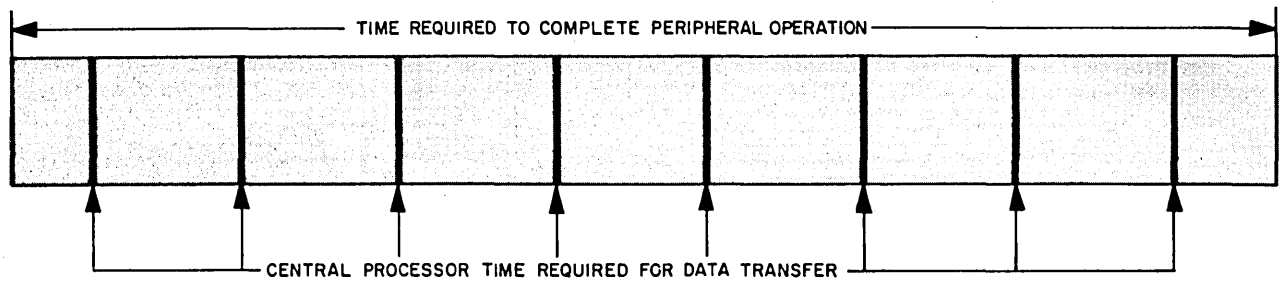 TIME REQUIRED TO COMPLETE PERIPHERAL OPERATION
CENTRAL PROCESSOR TIME REQUIRED FOR DATA TRANSFER